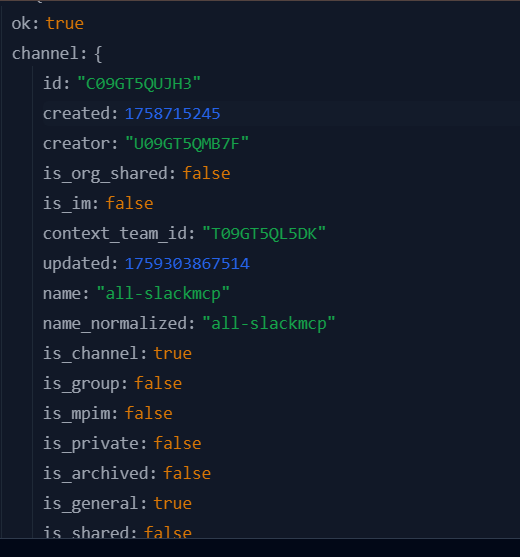 ok: true
channel: {
id: "C09GT5QUJH3"
created: 1758715245
creator: "U09GT5QMB7F"
is_org_shared: false
is_im: false
context_team_id: "T09GT5QL5DK"
updated: 1759303867514
name: "all-slackmcp"
name_normalized: "all-slackmcp"
is_channel: true
is_group: false
is_mpim: false
is_private: false
is_archived: false
is_general: true
is_shared: false